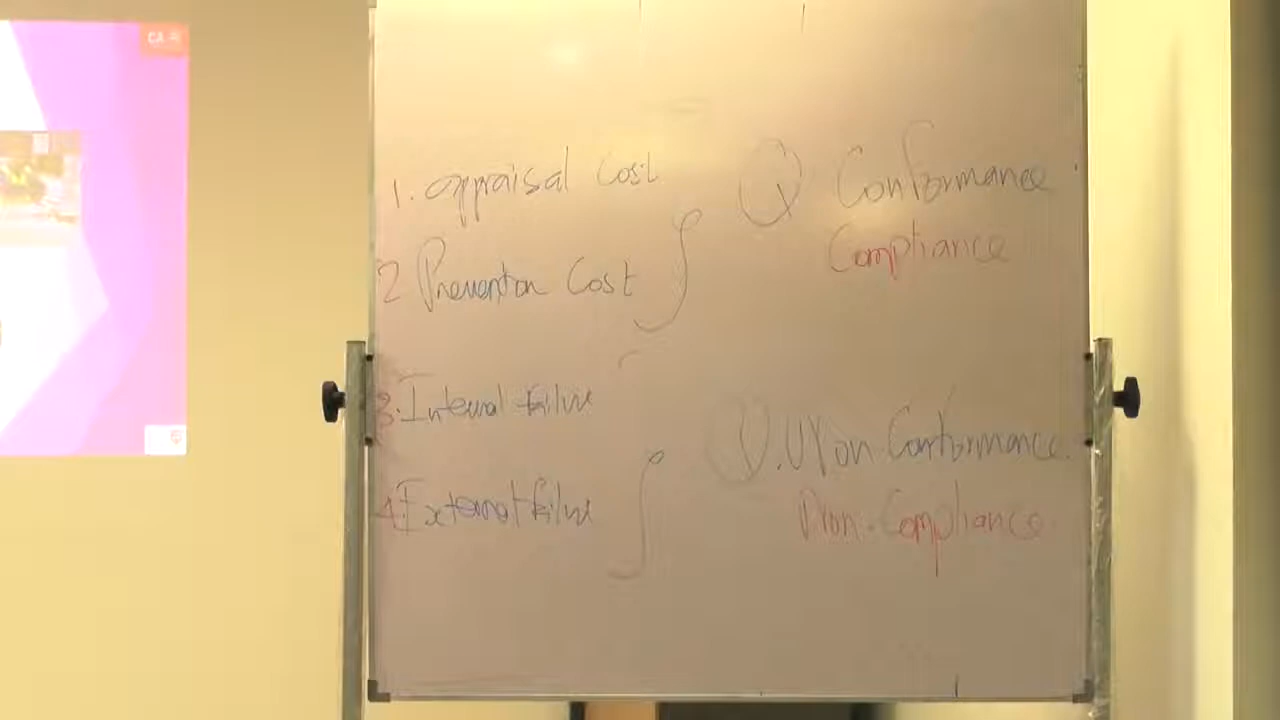 1. appraisal Cost
Q Conformance
Compliance
2 Prevention Cost
3. Internal failure
Non Conformance
4. External failure
Non. Compliance